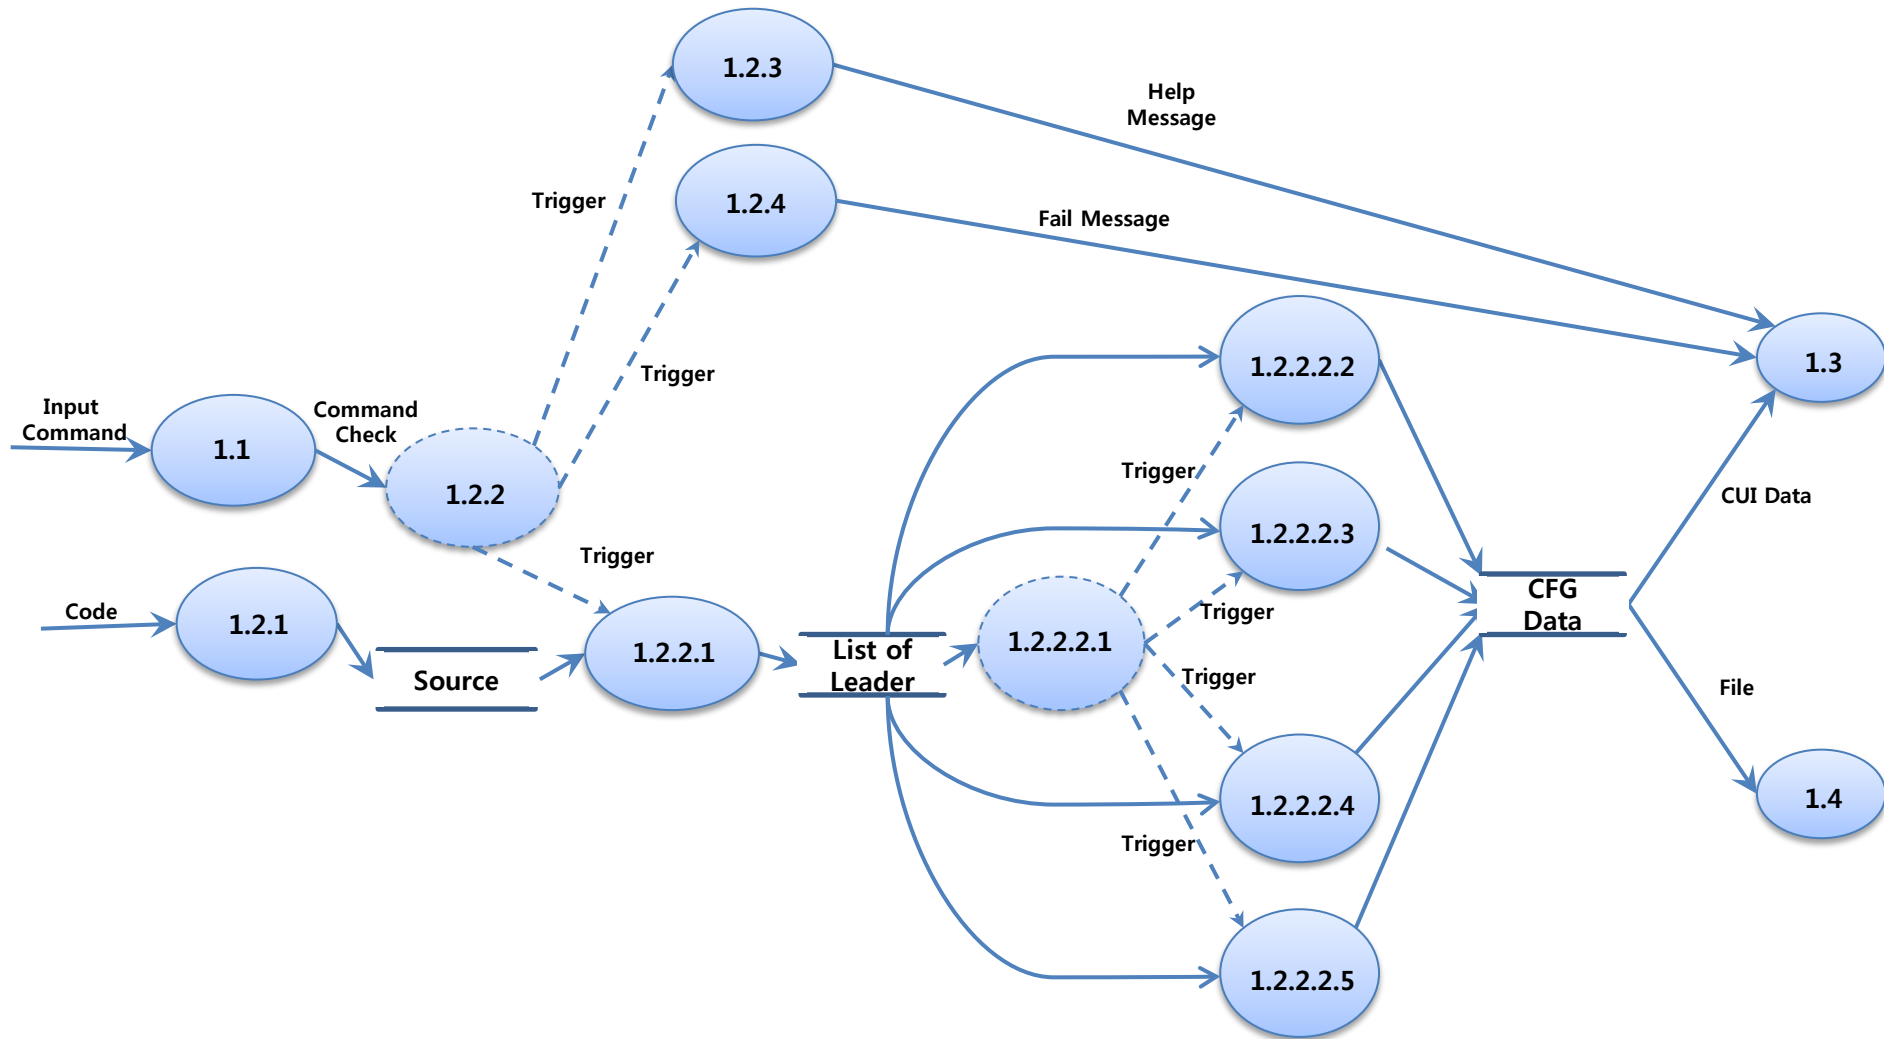 1.2.3
Help
Message
Trigger
1.2.4
Fail Message
Trigger
1.2.2.2.2
1.3
Input
Command
1.1
Command
Check
1.2.2
Trigger
CUI Data
1.2.2.2.3
Trigger
Code
1.2.1
Trigger
CFG
Data
Source
1.2.2.1
List of
Leader
1.2.2.2.1
Trigger
File
1.2.2.2.4
1.4
Trigger
1.2.2.2.5